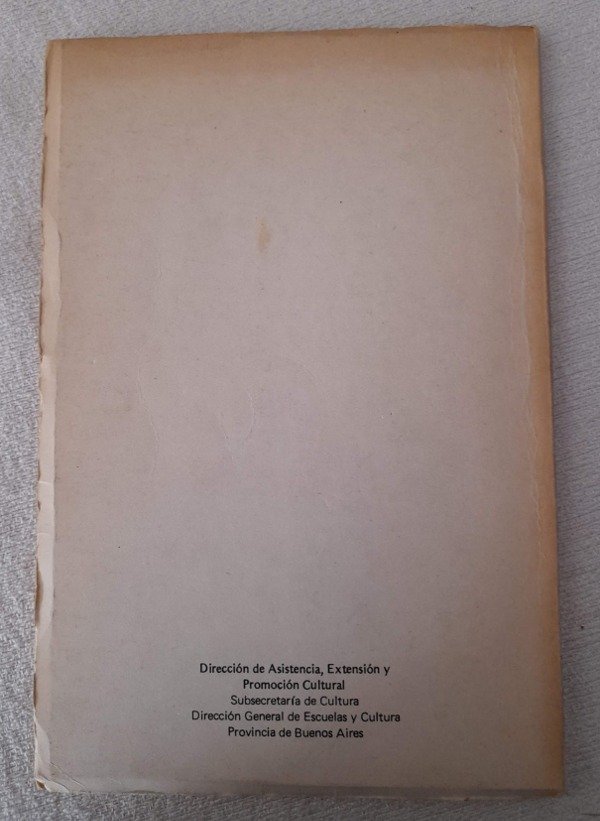 Dirección de Asistencia, Extensión y
Promoción Cultural
Subsecretaría de Cultura
Dirección General de Escuelas y Cultura
Provincia de Buenos Aires